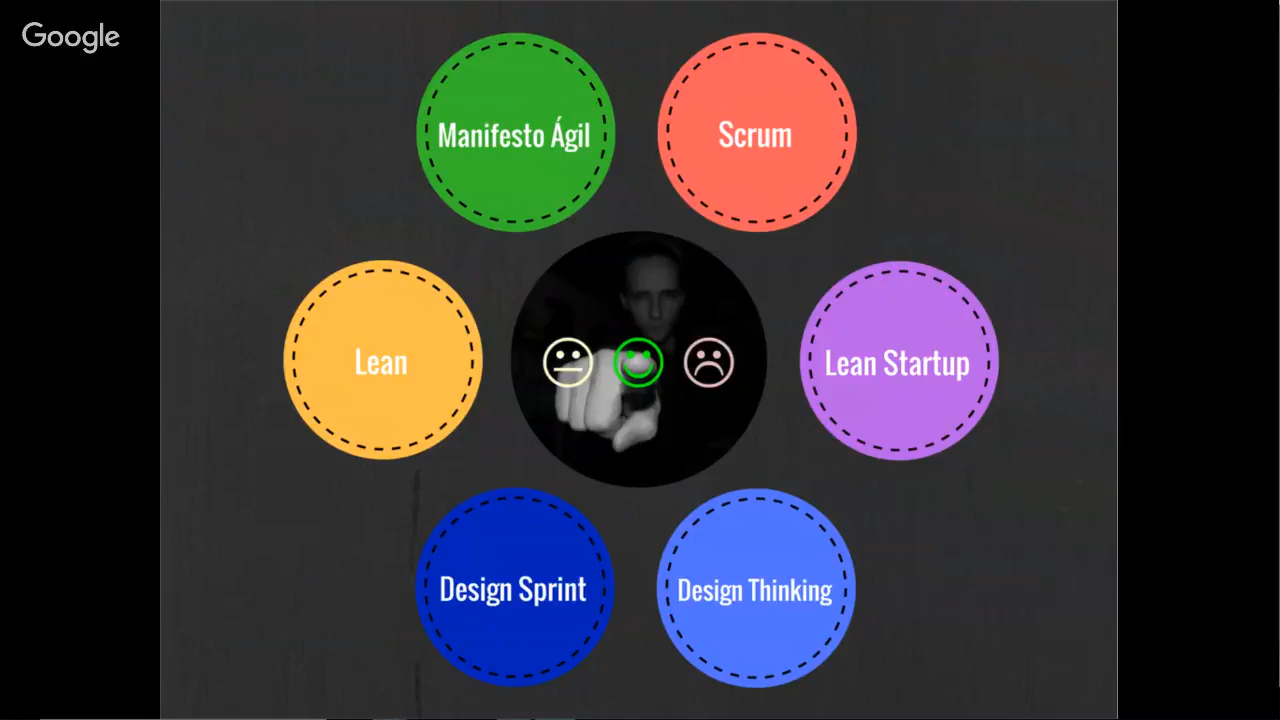 Google
Manifesto Ágil
Scrum
Lean
Lean Startup
Design Sprint
Design Thinking